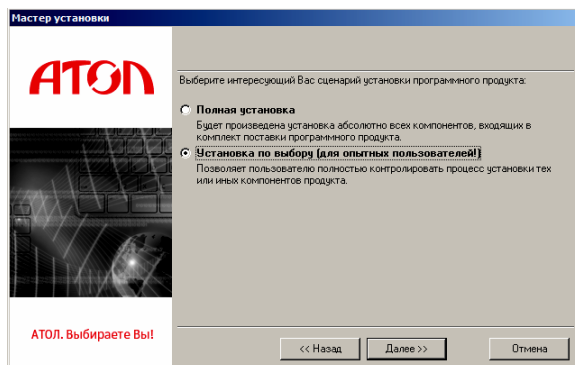 Мастер установки
АТОЛ
Выберите интересующий Вас сценарий установки программного продукта:
Полная установка
Будет произведена установка абсолютно всех компонентов, входящих в
комплект поставки программного продукта.
Установка по выбору (для опытных пользователей!)
Позволяет пользователю полностью контролировать процесс установки тех
или иных компонентов продукта.
АТОЛ. Выбираете Вы!
<< Назад
Далее >>
Отмена